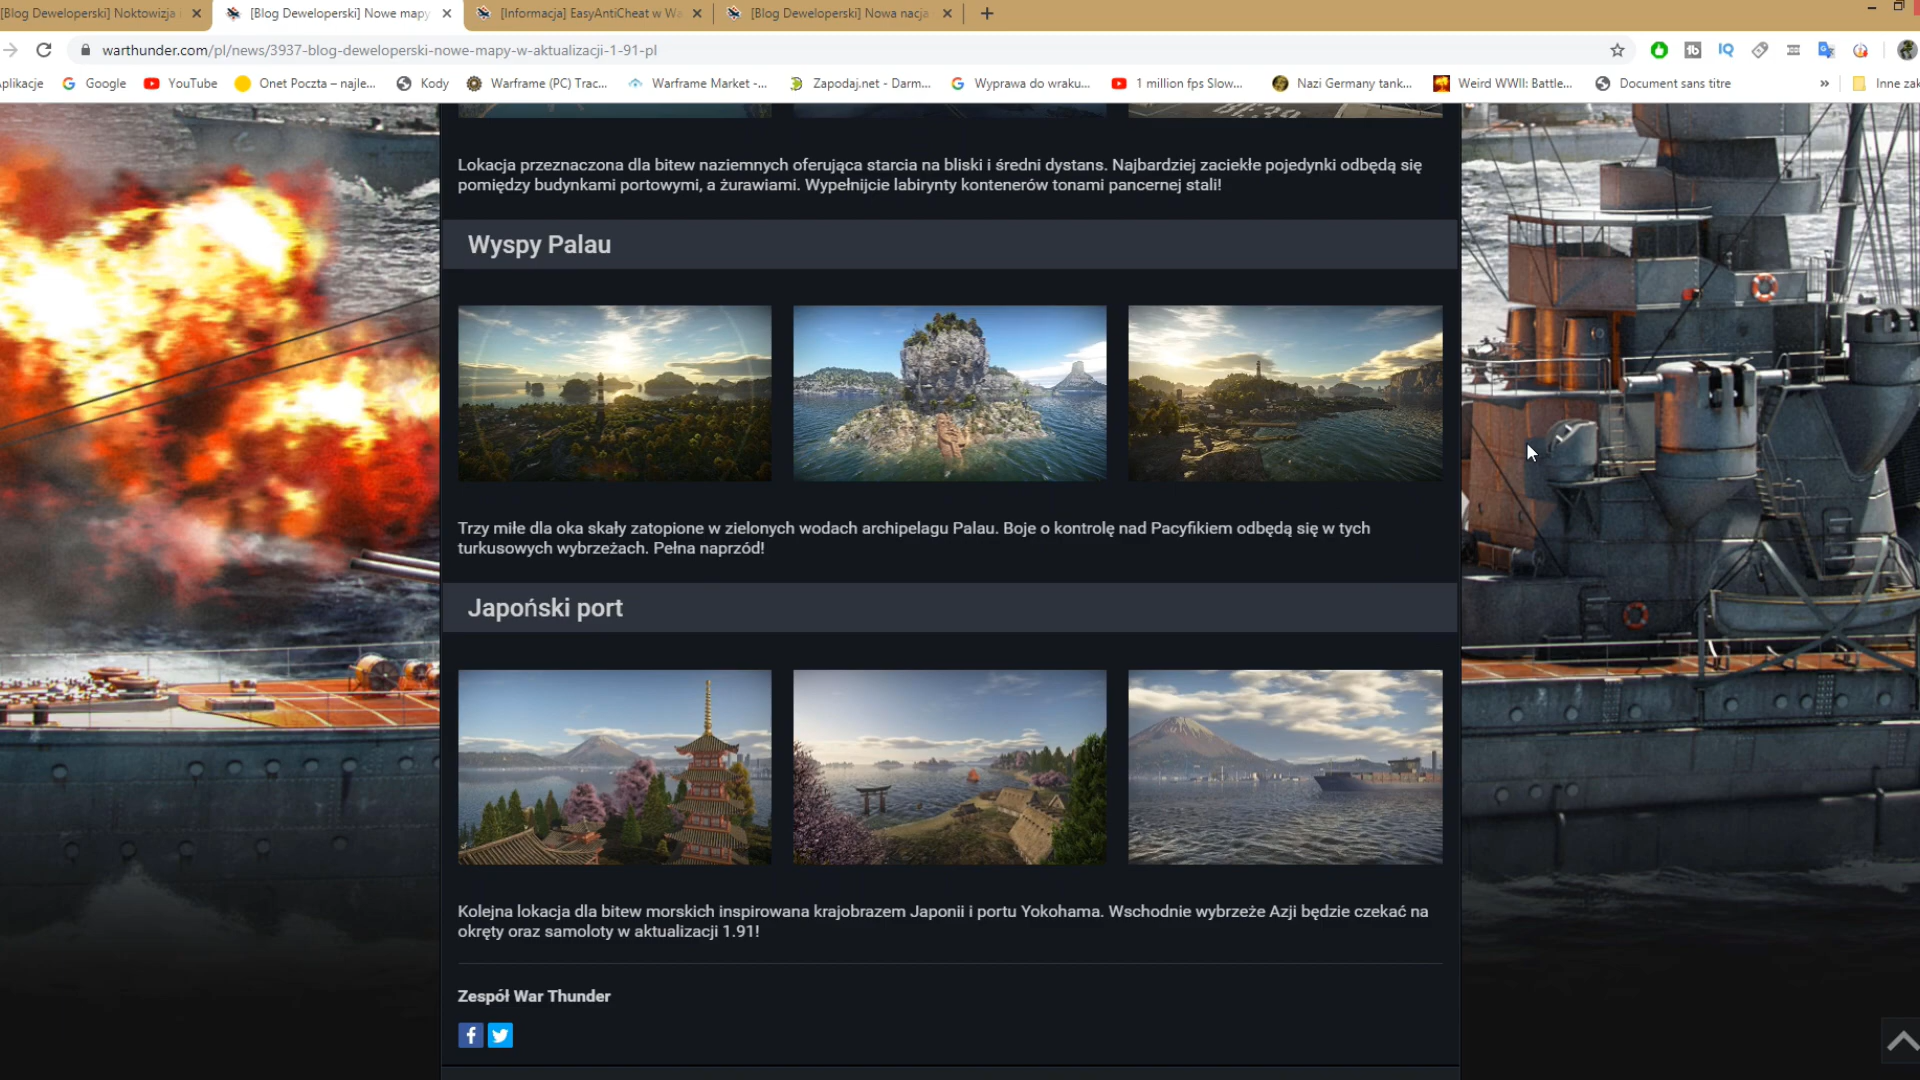 [Blog Deweloperski] Noktowizja
[Blog Deweloperski] Nowe mapy
[Informacja] EasyAntiCheat w Wa
[Blog Deweloperski] Nowa nacja
warthunder.com/pl/news/3937-blog-deweloperski-nowe-mapy-w-aktualizacji-1-91-pl
plikacje
Google
YouTube
Onet Poczta – najle...
Kody
Warframe (PC) Trac...
Warframe Market -...
Zapodaj.net - Darm...
Wyprawa do wraku...
1 million fps Slow...
Nazi Germany tank...
Weird WWII: Battle...
Document sans titre
»
Inne zak
Lokacja przeznaczona dla bitew naziemnych oferująca starcia na bliski i średni dystans. Najbardziej zaciekłe pojedynki odbędą się
pomiędzy budynkami portowymi, a żurawiami. Wypełnijcie labirynty kontenerów tonami pancernej stali!
Wyspy Palau
Trzy miłe dla oka skały zatopione w zielonych wodach archipelagu Palau. Boje o kontrolę nad Pacyfikiem odbędą się w tych
turkusowych wybrzeżach. Pełna naprzód!
Japoński port
Kolejna lokacja dla bitew morskich inspirowana krajobrazem Japonii i portu Yokohama. Wschodnie wybrzeże Azji będzie czekać na
okręty oraz samoloty w aktualizacji 1.91!
Zespół War Thunder